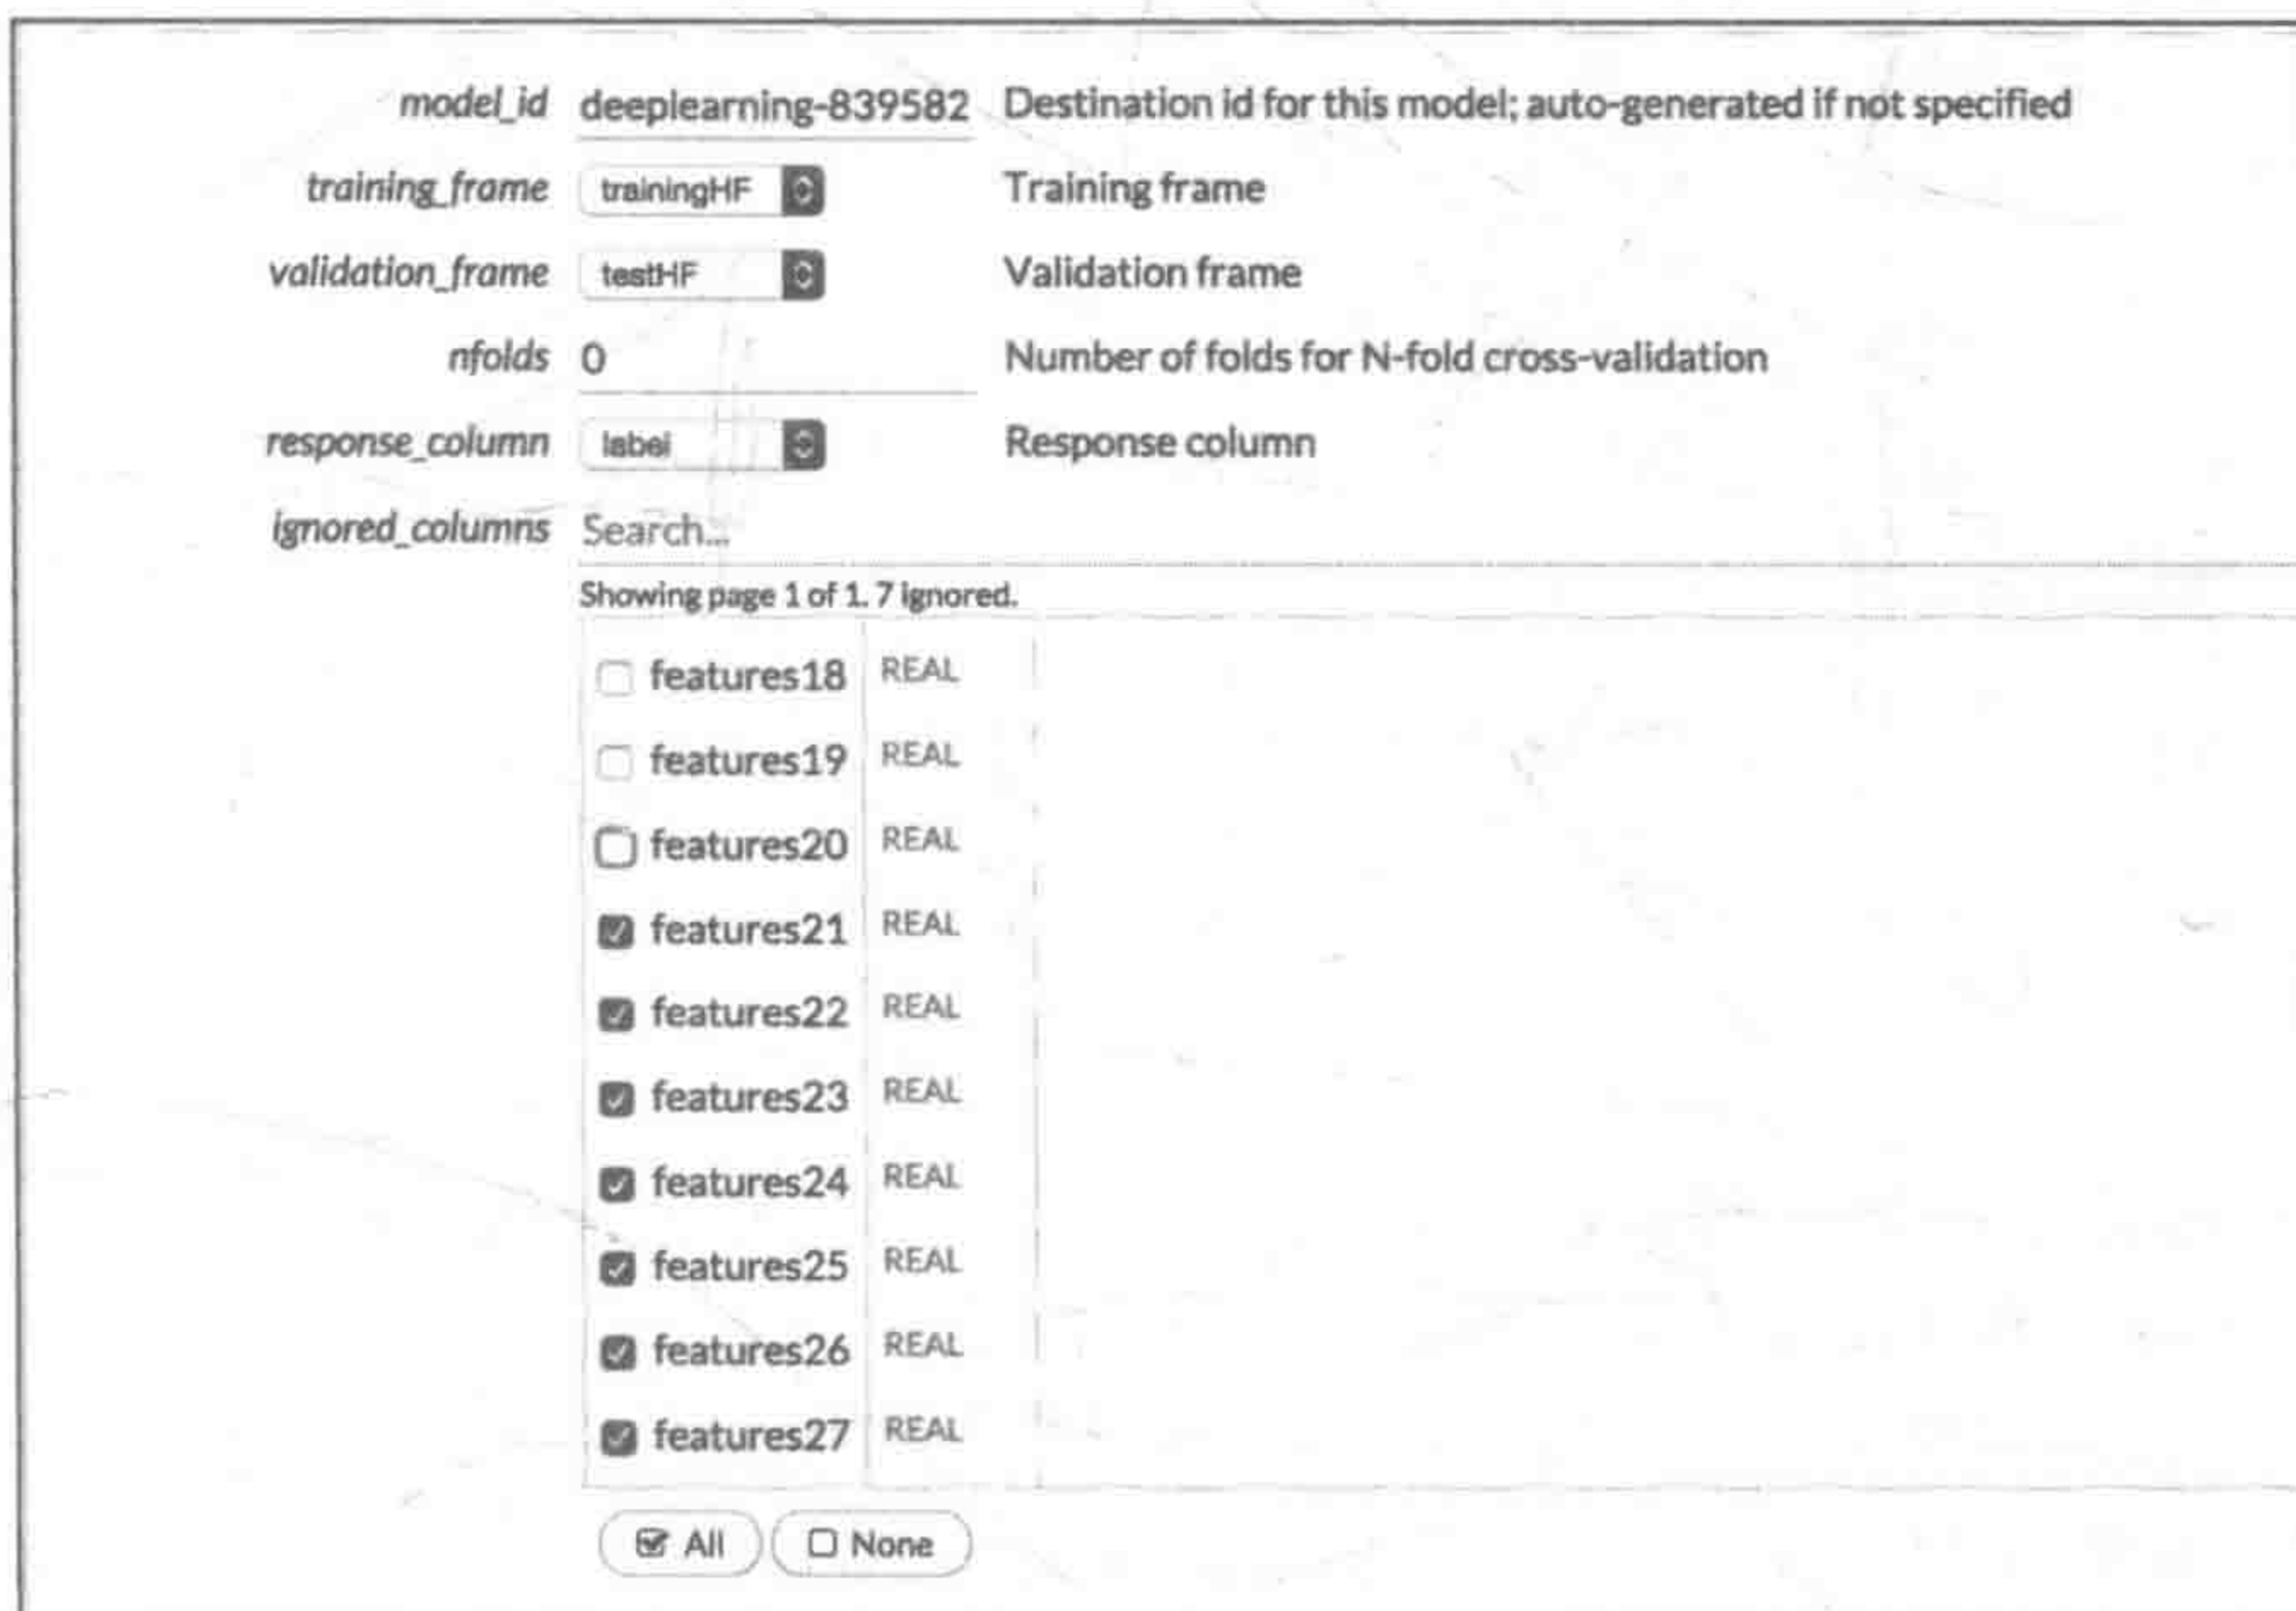 model_id deeplearning-839582 Destination id for this model; auto-generated if not specified
training_frame trainingHF Training frame
validation_frame testHF Validation frame
nfolds 0 Number of folds for N-fold cross-validation
response_column label Response column
ignored_columns Search...
Showing page 1 of 1. 7 ignored.
features18 REAL
features19 REAL
features20 REAL
features21 REAL
features22 REAL
features23 REAL
features24 REAL
features25 REAL
features26 REAL
features27 REAL
All None